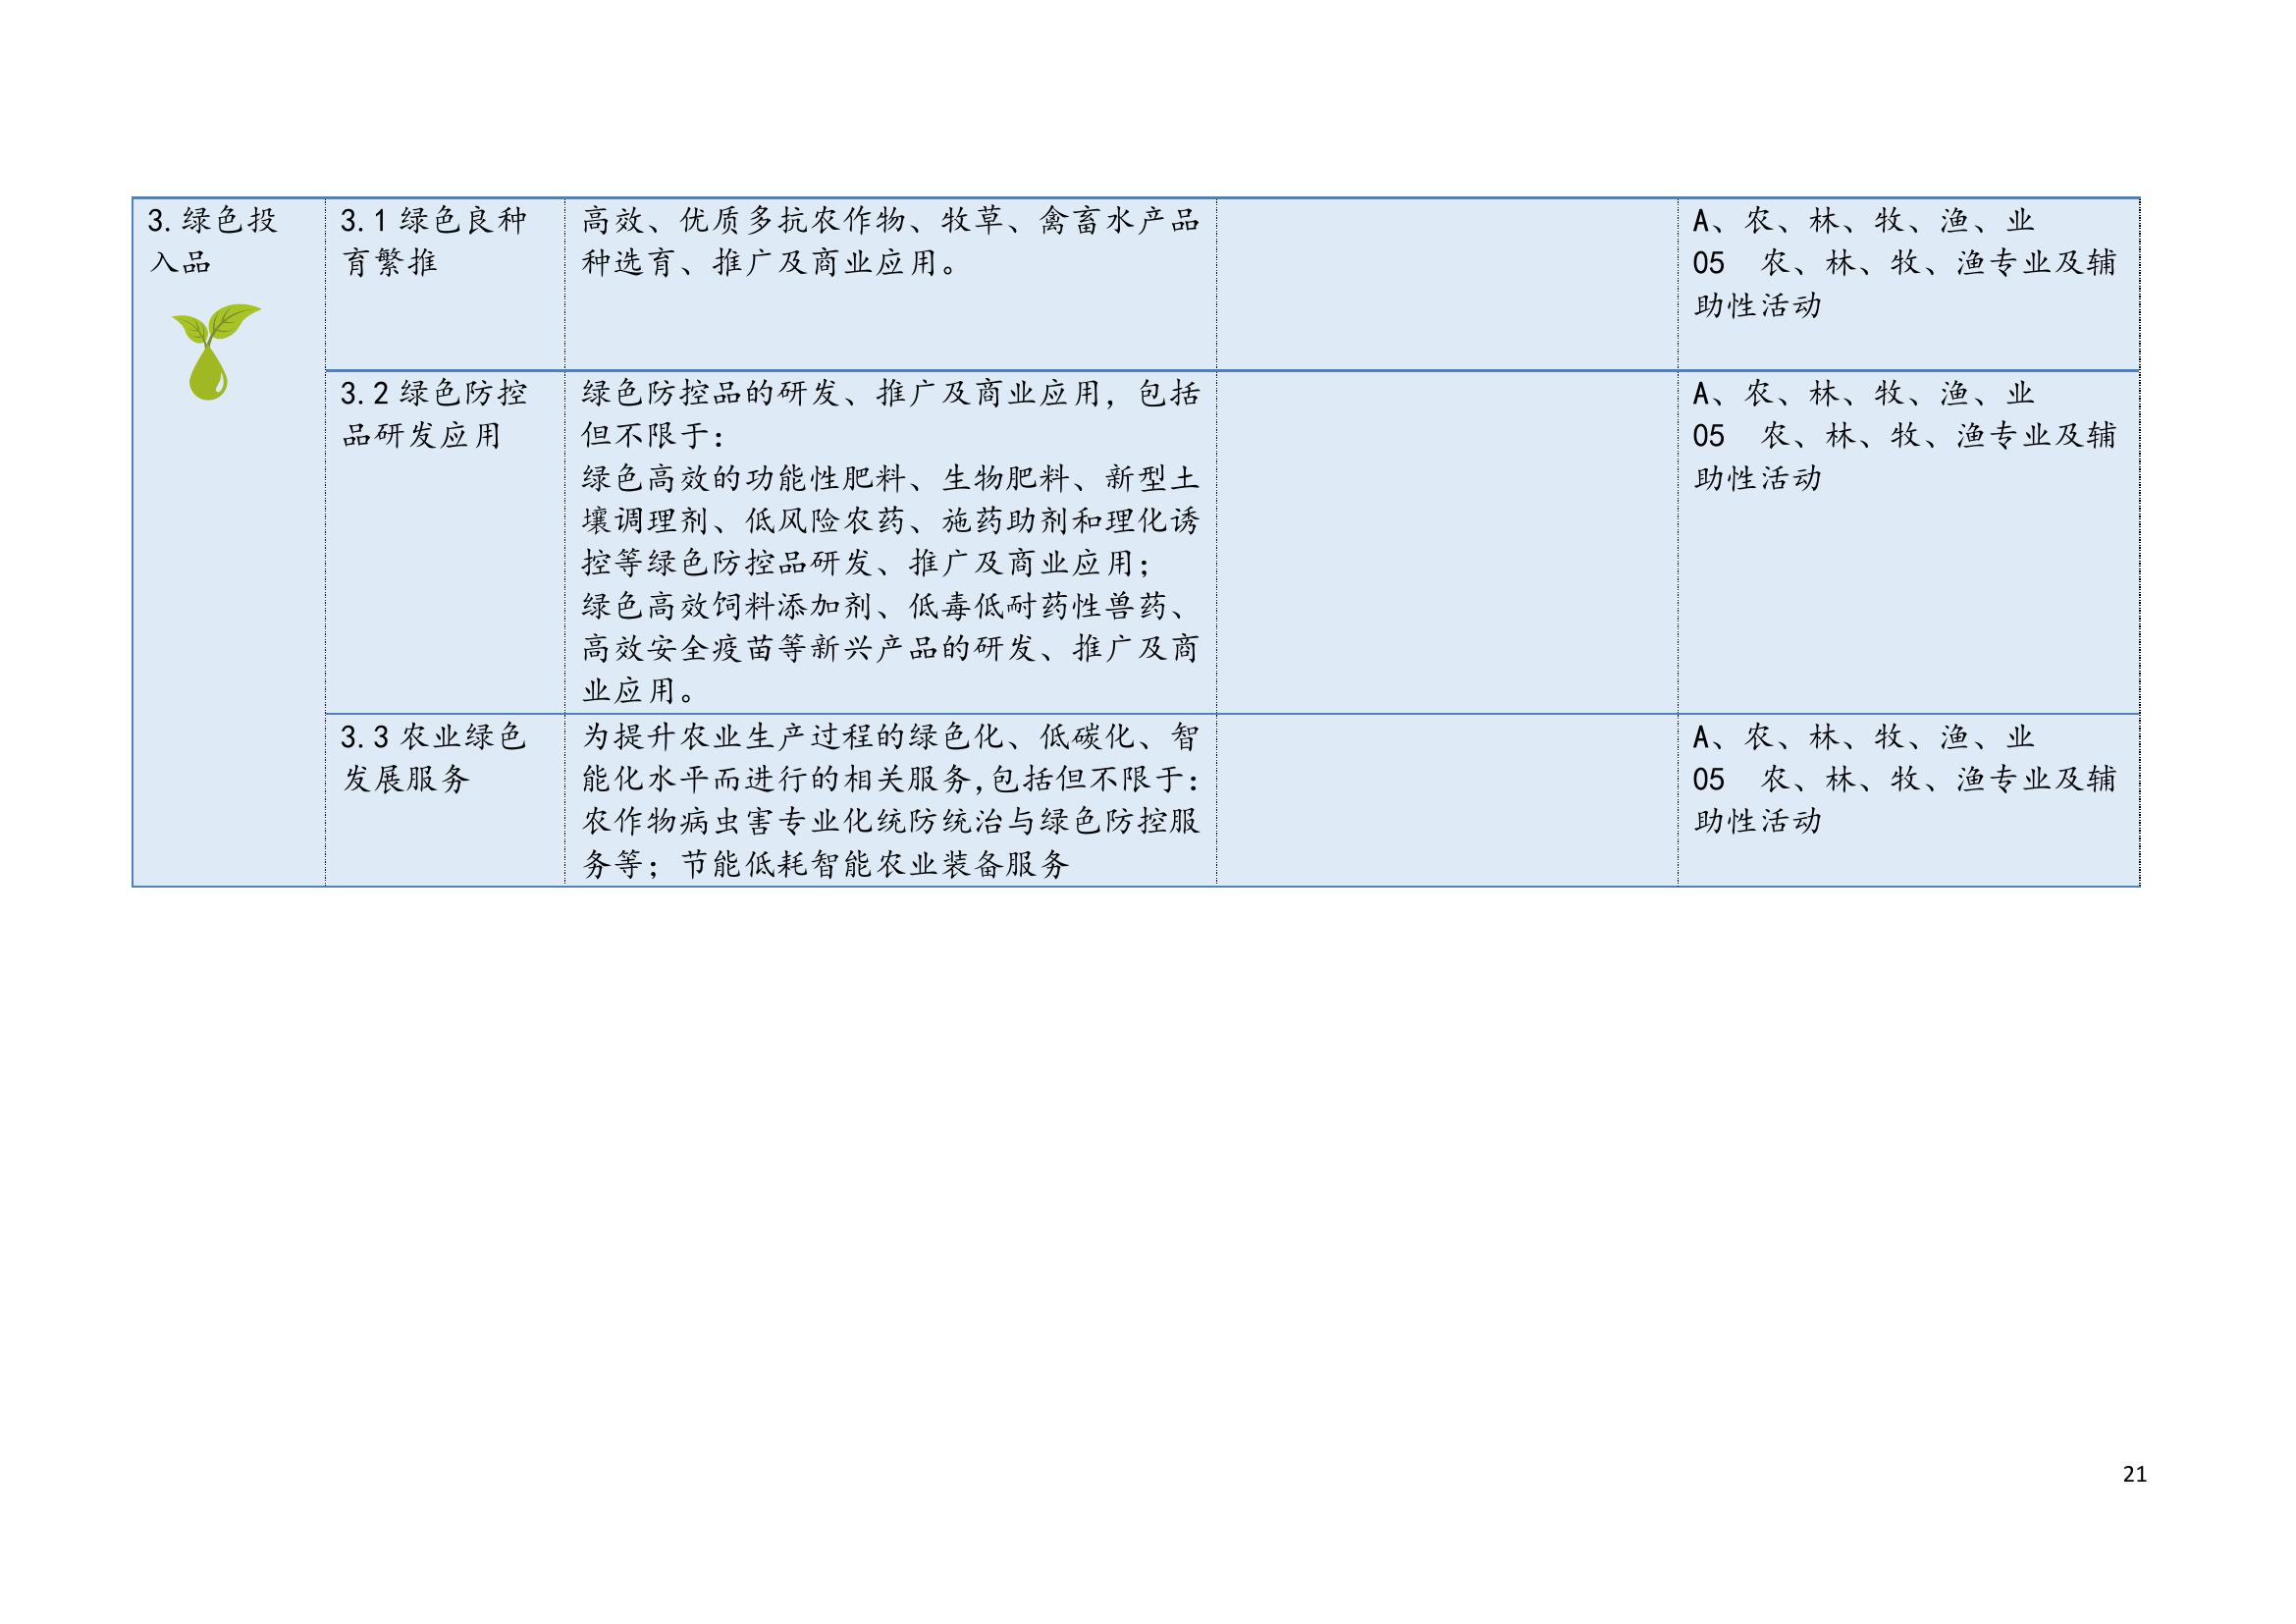 3.绿色投
入品
3.1 绿色良种
育繁推
高效、优质多抗农作物、牧草、禽畜水产品
种选育、推广及商业应用。
A、农、林、牧、渔、业
05 农、林、牧、渔专业及辅
助性活动
3.2 绿色防控
品研发应用
绿色防控品的研发、推广及商业应用，包括
但不限于：
绿色高效的功能性肥料、生物肥料、新型土
壤调理剂、低风险农药、施药助剂和理化诱
控等绿色防控品研发、推广及商业应用；
绿色高效饲料添加剂、低毒低耐药性兽药、
高效安全疫苗等新兴产品的研发、推广及商
业应用。
A、农、林、牧、渔、业
05 农、林、牧、渔专业及辅
助性活动
3.3 农业绿色
发展服务
为提升农业生产过程的绿色化、低碳化、智
能化水平而进行的相关服务,包括但不限于：
农作物病虫害专业化统防统治与绿色防控服
务等；节能低耗智能农业装备服务
A、农、林、牧、渔、业
05 农、林、牧、渔专业及辅
助性活动
21